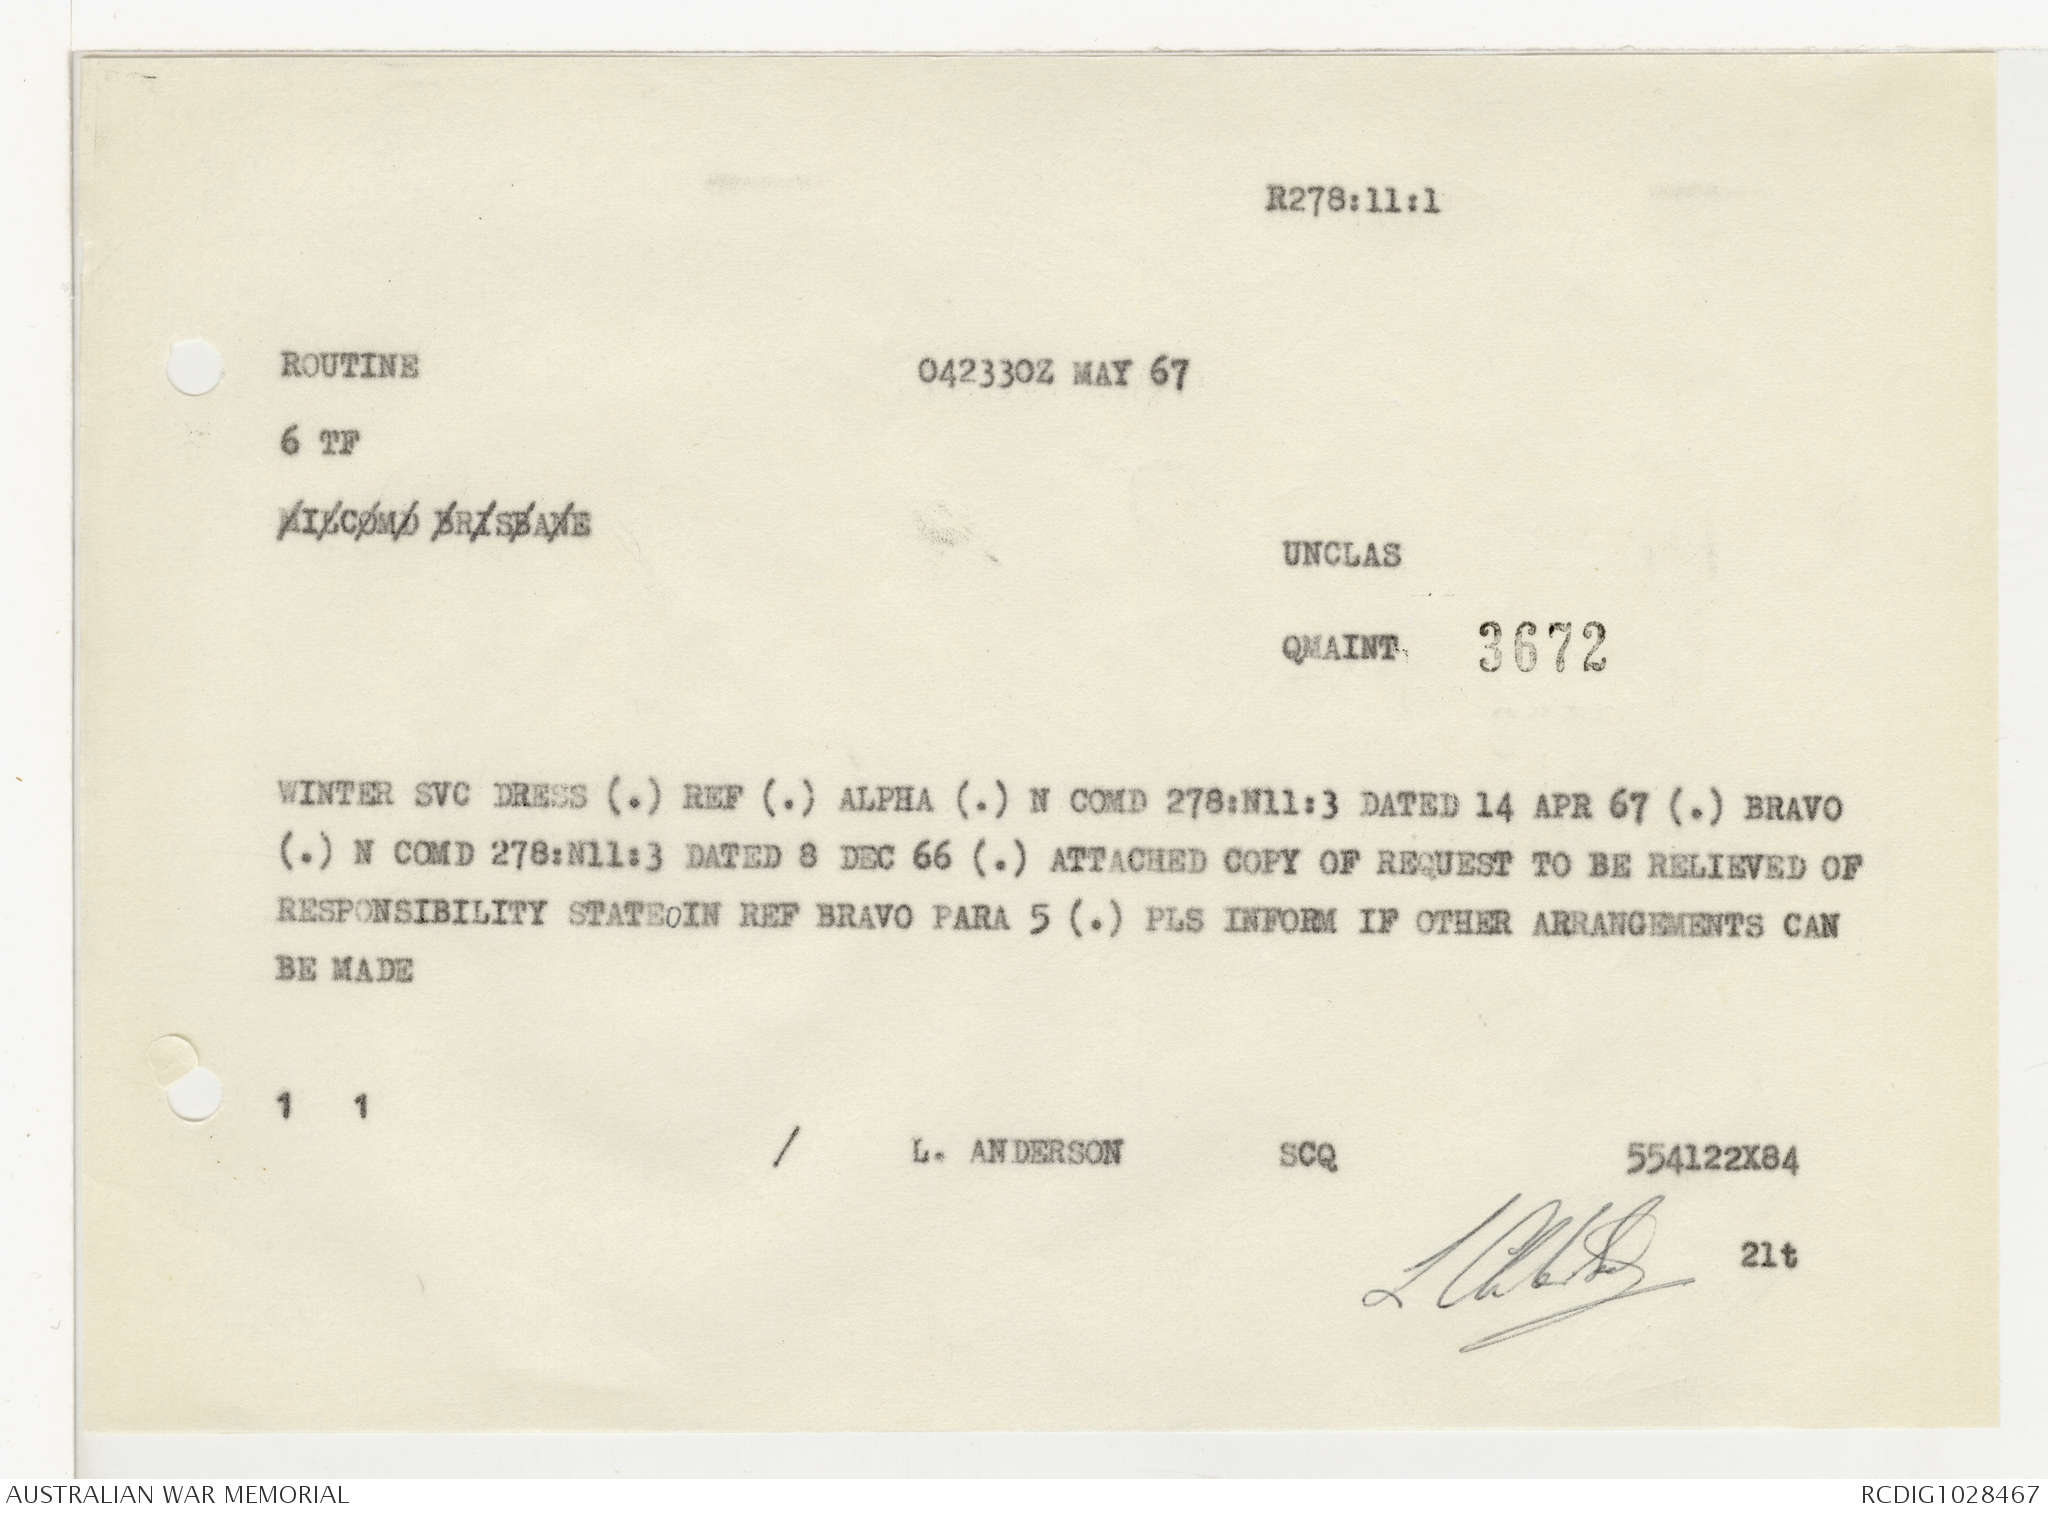 R278:11:1
ROUTINE 042330Z MAY 67
6 TF
MILCOMD BRISBANE
UNCLAS
QMAINT 3672
WINTER SVC DRESS (.) REF (.) ALPHA (.) N COMD 278:N11:3 DATED 14 APR 67 (.) BRAVO
(.) N COMD 278:N11:3 DATED 8 DEC 66 (.) ATTACHED COPY OF REQUEST TO BE RELIEVED OF
RESPONSIBILITY STATEOIN REF BRAVO PARA 5 (.) PLS INFORM IF OTHER ARRANGEMENTS CAN
BE MADE
1 1
/ L. ANDERSON SCQ 554122X84
21t
AUSTRALIAN WAR MEMORIAL RCDIG1028467